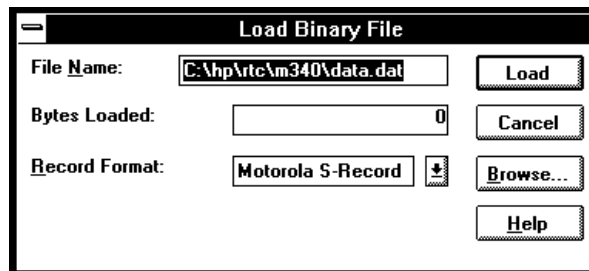 Load Binary File
File Name: C:\hp\rtc\m340\data.dat Load
Bytes Loaded: 0 Cancel
Record Format: Motorola S-Record Browse...
Help